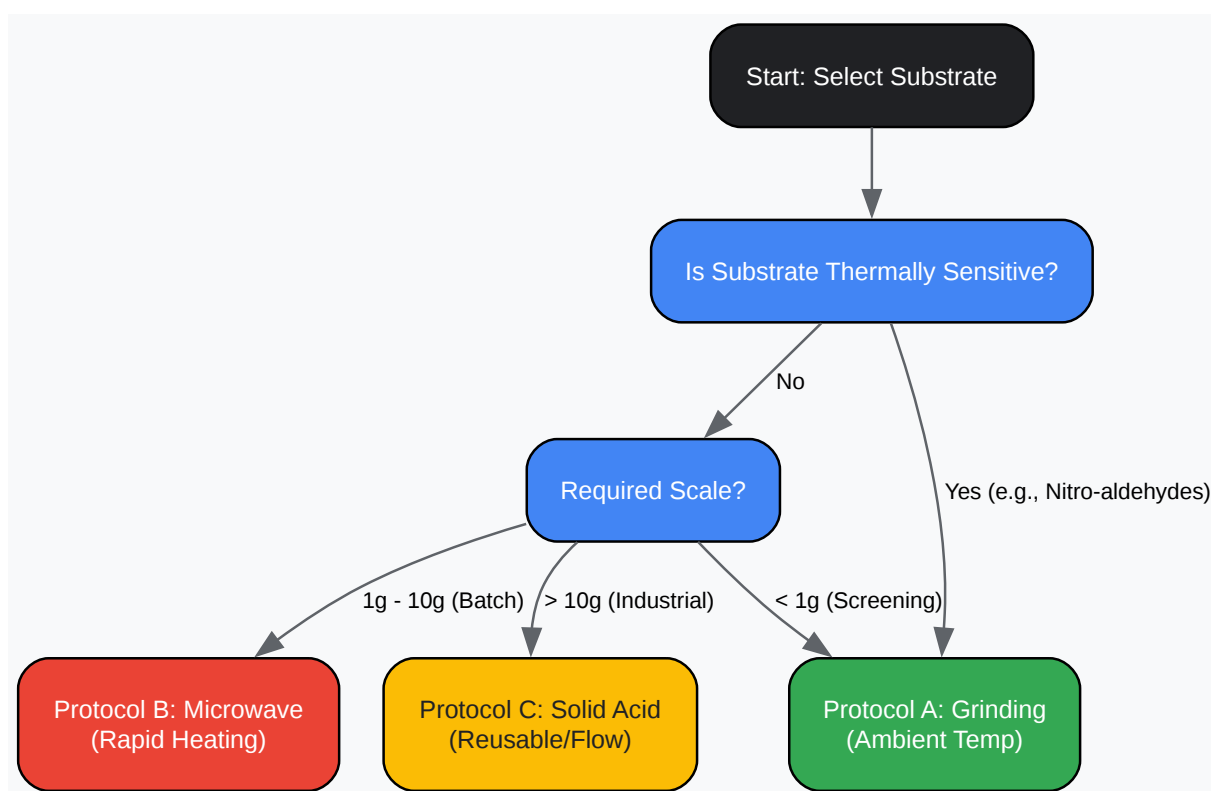 Start: Select Substrate
Is Substrate Thermally Sensitive?
No
Required Scale?
Yes (e.g., Nitro-aldehydes)
1g - 10g (Batch)
> 10g (Industrial)
< 1g (Screening)
Protocol B: Microwave
(Rapid Heating)
Protocol C: Solid Acid
(Reusable/Flow)
Protocol A: Grinding
(Ambient Temp)